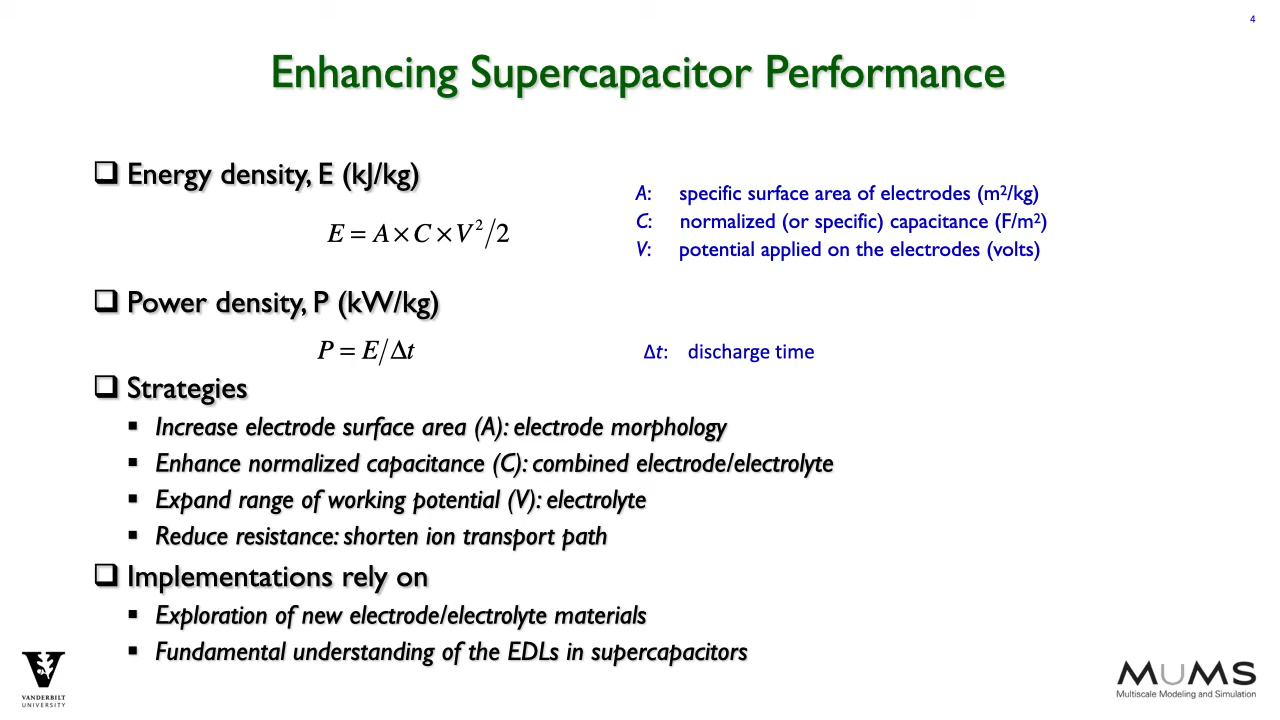 4
Enhancing Supercapacitor Performance
❑ Energy density, E (kJ/kg)
E = A × C × V²/2
A: specific surface area of electrodes (m²/kg)
C: normalized (or specific) capacitance (F/m²)
V: potential applied on the electrodes (volts)
❑ Power density, P (kW/kg)
P = E/Δt
Δt: discharge time
❑ Strategies
▪ Increase electrode surface area (A): electrode morphology
▪ Enhance normalized capacitance (C): combined electrode/electrolyte
▪ Expand range of working potential (V): electrolyte
▪ Reduce resistance: shorten ion transport path
❑ Implementations rely on
▪ Exploration of new electrode/electrolyte materials
▪ Fundamental understanding of the EDLs in supercapacitors
VANDERBILT
UNIVERSITY
MUMS
Multiscale Modeling and Simulation